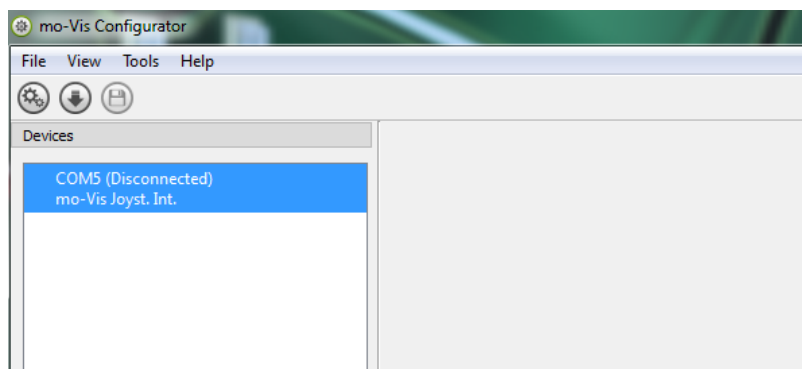 mo-Vis Configurator
File View Tools Help
Devices
COM5 (Disconnected)
mo-Vis Joyst. Int.